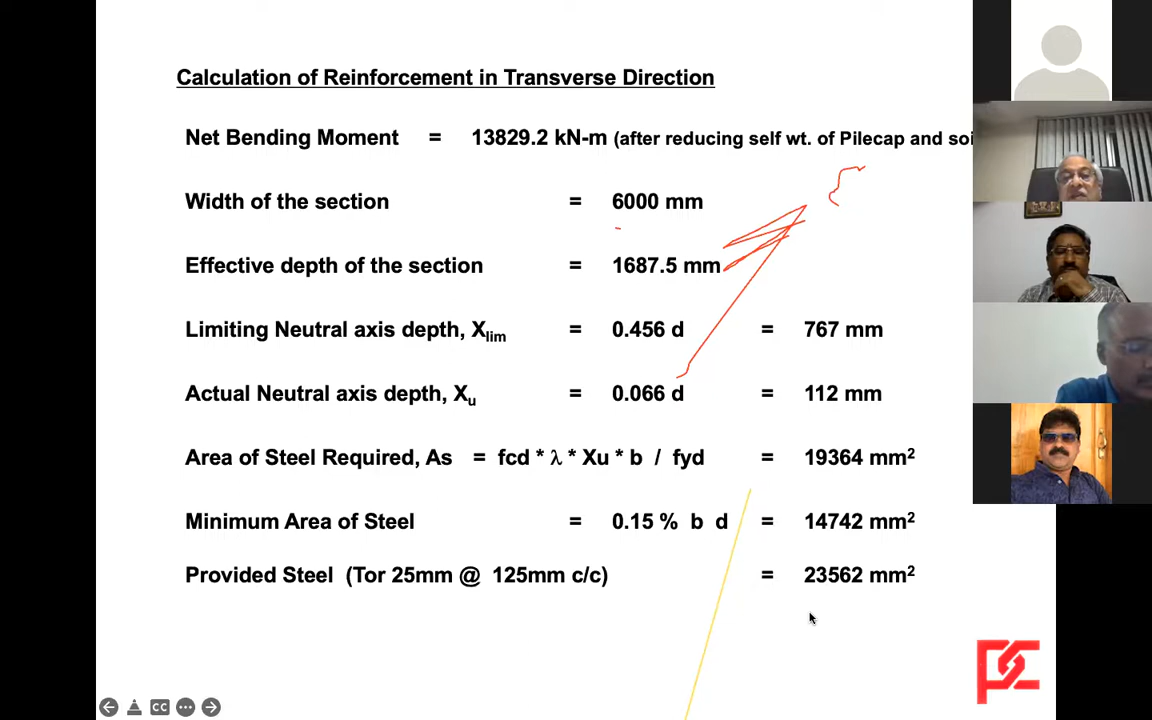 Calculation of Reinforcement in Transverse Direction
Net Bending Moment = 13829.2 kN-m (after reducing self wt. of Pilecap and soi
Width of the section = 6000 mm
Effective depth of the section = 1687.5 mm
Limiting Neutral axis depth, Xlim = 0.456 d = 767 mm
Actual Neutral axis depth, Xu = 0.066 d = 112 mm
Area of Steel Required, As = fcd * λ * Xu * b / fyd = 19364 mm²
Minimum Area of Steel = 0.15 % b d = 14742 mm²
Provided Steel (Tor 25mm @ 125mm c/c) = 23562 mm²
CC